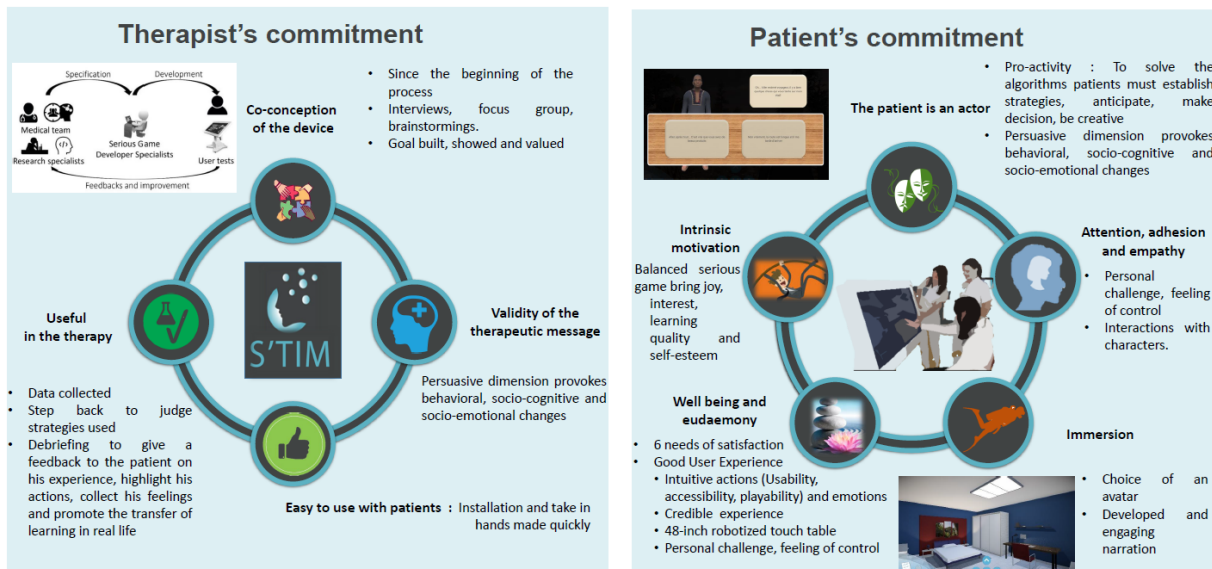 Therapist's commitment
Specification
Development
Medical team
Research specialists
Serious Game
Developer Specialists
User tests
Feedbacks and improvement
Co-conception
of the device
• Since the beginning of the
process
• Interviews, focus group,
brainstormings.
• Goal built, showed and valued
S'TIM
Useful
in the therapy
• Data collected
• Step back to judge
strategies used
• Debriefing to give a
feedback to the patient on
his experience, highlight his
actions, collect his feelings
and promote the transfer of
learning in real life
Validity of the
therapeutic message
Persuasive dimension provokes
behavioral, socio-cognitive and
socio-emotional changes
Easy to use with patients : Installation and take in
hands made quickly
Patient's commitment
The patient is an actor
• Pro-activity : To solve the
algorithms patients must establish
strategies, anticipate, make
decision, be creative
• Persuasive dimension provokes
behavioral, socio-cognitive and
socio-emotional changes
Intrinsic
motivation
Balanced serious
game bring joy,
interest,
learning
quality and
self-esteem
Attention, adhesion
and empathy
• Personal
challenge, feeling
of control
• Interactions with
characters.
Well being and
eudaemony
• 6 needs of satisfaction
• Good User Experience
• Intuitive actions (Usability,
accessibility, playability) and emotions
• Credible experience
• 48-inch robotized touch table
• Personal challenge, feeling of control
Immersion
• Choice of an
avatar
• Developed and
engaging
narration